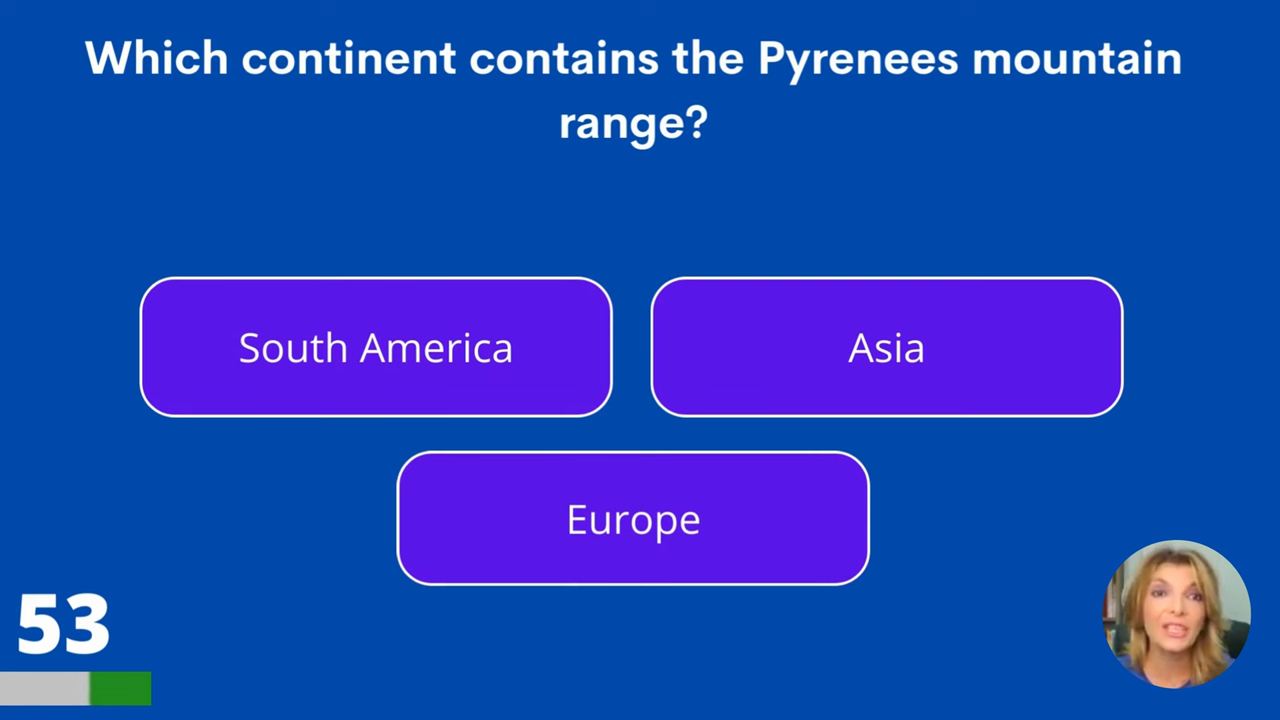 Which continent contains the Pyrenees mountain
range?
South America
Asia
Europe
53